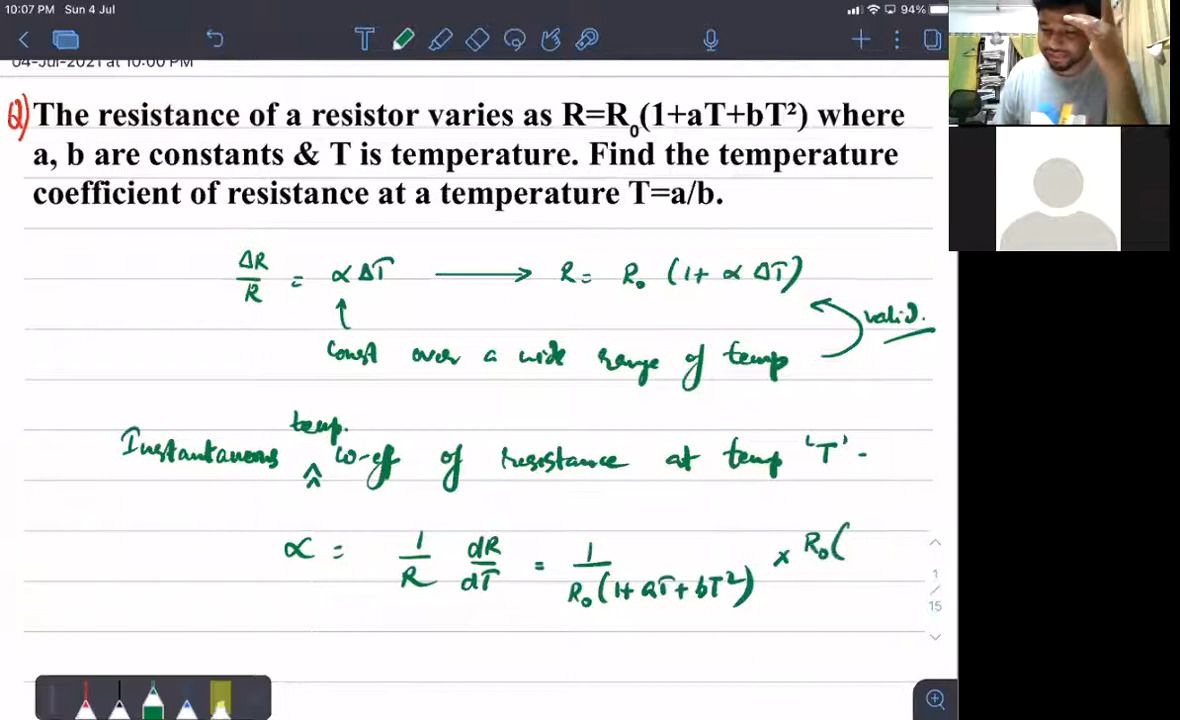 10:07 PM Sun 4 Jul
94%
04-Jul-2021 at 10:00 PM
Q) The resistance of a resistor varies as R=R₀(1+aT+bT²) where
a, b are constants & T is temperature. Find the temperature
coefficient of resistance at a temperature T=a/b.
ΔR/R = α ΔT ⟶ R = R₀ (1+ α ΔT)
valid.
↑
Const over a wide range of temp
temp.
Instantaneous ^ co-eff of resistance at temp 'T' -
α = 1/R dR/dT = 1/R₀(1+aT+bT²) × R₀(
1
/
15